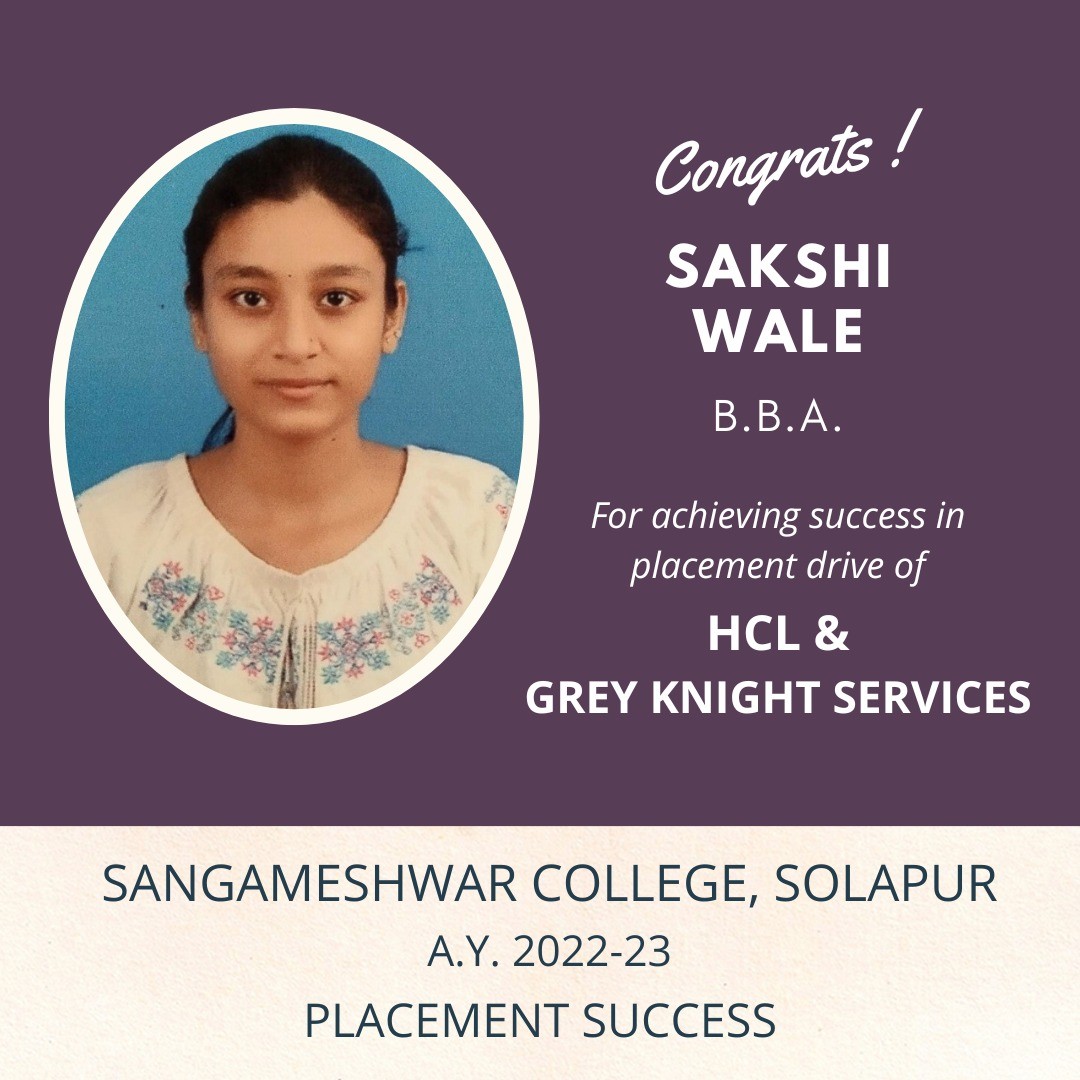 Congrats !
SAKSHI
WALE
B.B.A.
For achieving success in
placement drive of
HCL &
GREY KNIGHT SERVICES
SANGAMESHWAR COLLEGE, SOLAPUR
A.Y. 2022-23
PLACEMENT SUCCESS